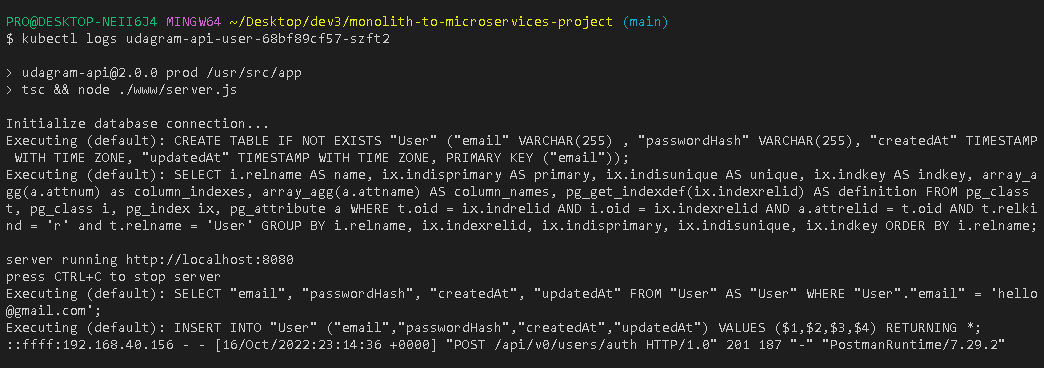 PRO@DESKTOP-NEII6J4 MINGW64 ~/Desktop/dev3/monolith-to-microservices-project (main)
$ kubectl logs udagram-api-user-68bf89cf57-szft2
> udagram-api@2.0.0 prod /usr/src/app
> tsc && node ./www/server.js
Initialize database connection...
Executing (default): CREATE TABLE IF NOT EXISTS "User" ("email" VARCHAR(255) , "passwordHash" VARCHAR(255), "createdAt" TIMESTAMP
 WITH TIME ZONE, "updatedAt" TIMESTAMP WITH TIME ZONE, PRIMARY KEY ("email"));
Executing (default): SELECT i.relname AS name, ix.indisprimary AS primary, ix.indisunique AS unique, ix.indkey AS indkey, array_a
gg(a.attnum) as column_indexes, array_agg(a.attname) AS column_names, pg_get_indexdef(ix.indexrelid) AS definition FROM pg_class
t, pg_class i, pg_index ix, pg_attribute a WHERE t.oid = ix.indrelid AND i.oid = ix.indexrelid AND a.attrelid = t.oid AND t.relki
nd = 'r' and t.relname = 'User' GROUP BY i.relname, ix.indexrelid, ix.indisprimary, ix.indisunique, ix.indkey ORDER BY i.relname;
server running http://localhost:8080
press CTRL+C to stop server
Executing (default): SELECT "email", "passwordHash", "createdAt", "updatedAt" FROM "User" AS "User" WHERE "User"."email" = 'hello
@gmail.com';
Executing (default): INSERT INTO "User" ("email","passwordHash","createdAt","updatedAt") VALUES ($1,$2,$3,$4) RETURNING *;
::ffff:192.168.40.156 - - [16/Oct/2022:23:14:36 +0000] "POST /api/v0/users/auth HTTP/1.0" 201 187 "-" "PostmanRuntime/7.29.2"